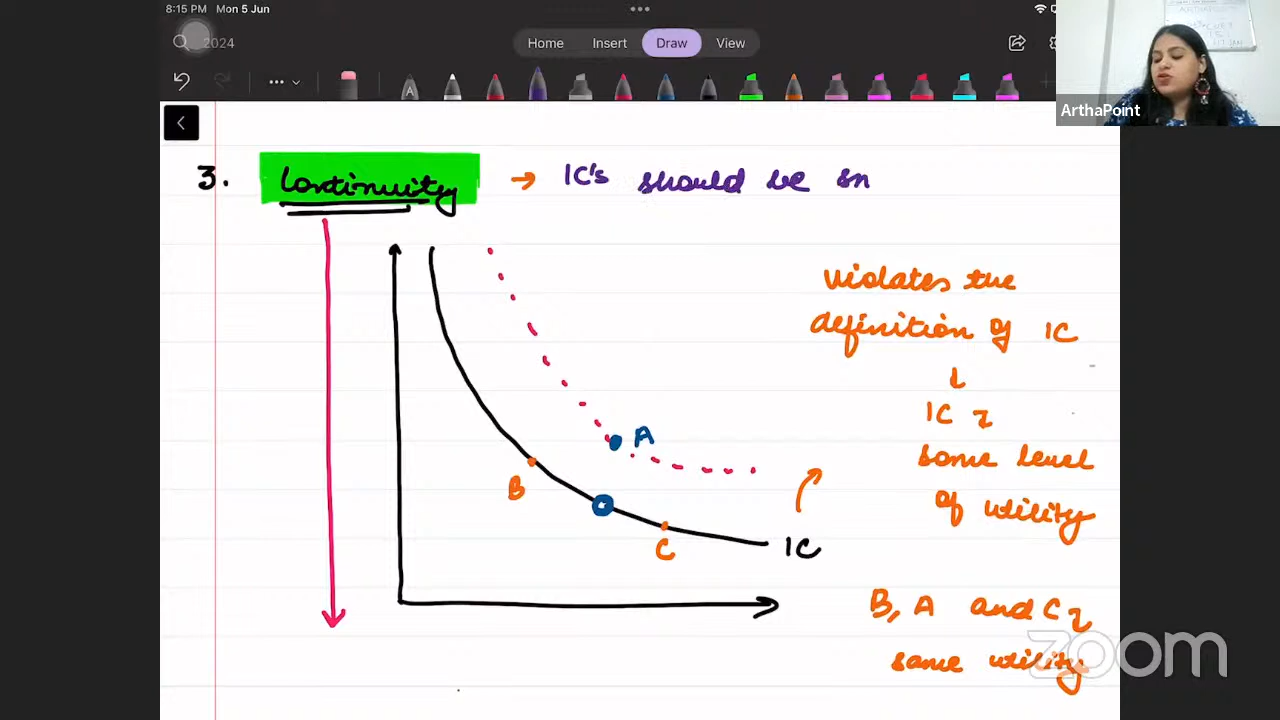 8:15 PM Mon 5 Jun
2024
Home Insert Draw View
ArthaPoint
3. Continuity → IC's should be sn
violates the
definition of IC
↓
IC →
same level
of utility
A
B
C
IC
B, A and C →
same utility
zoom